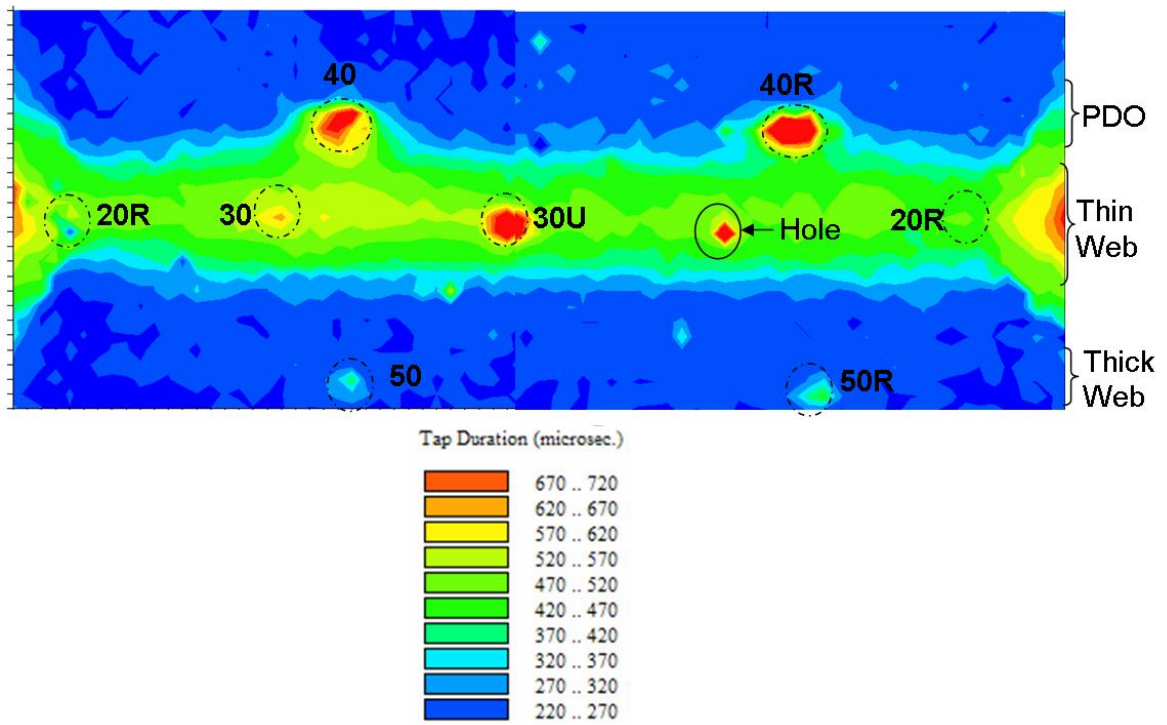 40
40R
PDO
20R
30
30U
Hole
20R
Thin
Web
50
50R
Thick
Web
Tap Duration (microsec.)
670 .. 720
620 .. 670
570 .. 620
520 .. 570
470 .. 520
420 .. 470
370 .. 420
320 .. 370
270 .. 320
220 .. 270